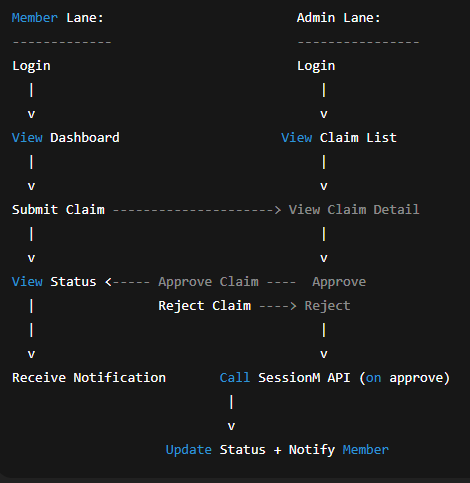 Member Lane:                         Admin Lane:
-------------                        ----------------
Login                                Login
  |                                     |
  v                                     v
View Dashboard                     View Claim List
  |                                     |
  v                                     v
Submit Claim ---------------------> View Claim Detail
  |                                     |
  v                                     v
View Status <----- Approve Claim ----  Approve
  |                Reject Claim ----> Reject
  |                                     |
  v                                     v
Receive Notification       Call SessionM API (on approve)
                            |
                            v
                    Update Status + Notify Member